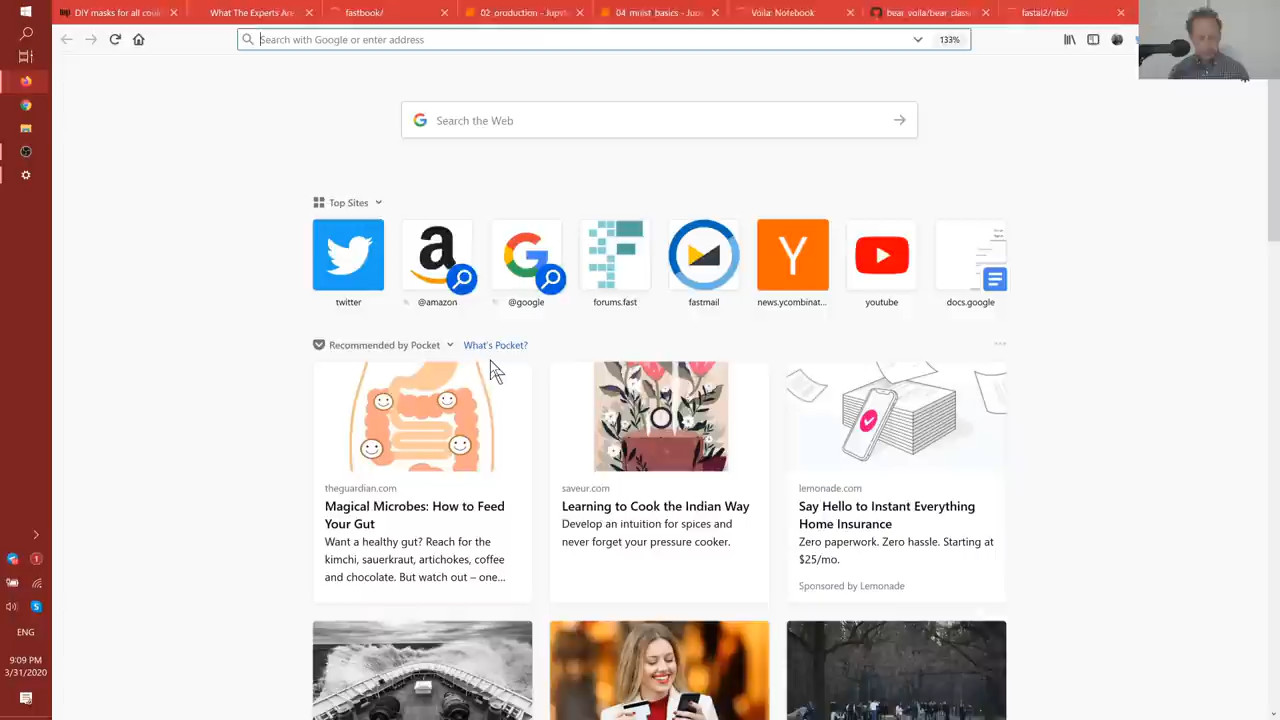 DIY masks for all coul
What The Experts Are
fastbook/
02_production - Jupyt
04_mnist_basics - Jup
Voila: Notebook
bear_voila/bear_class
fastai2/nbs/
Search with Google or enter address
133%
Search the Web
Top Sites
twitter
@amazon
@google
forums.fast
fastmail
news.ycombinat...
youtube
docs.google
Recommended by Pocket
What's Pocket?
theguardian.com
Magical Microbes: How to Feed
Your Gut
Want a healthy gut? Reach for the
kimchi, sauerkraut, artichokes, coffee
and chocolate. But watch out – one...
saveur.com
Learning to Cook the Indian Way
Develop an intuition for spices and
never forget your pressure cooker.
lemonade.com
Say Hello to Instant Everything
Home Insurance
Zero paperwork. Zero hassle. Starting at
$25/mo.
Sponsored by Lemonade
ENG
9:09 PM
3/31/2020